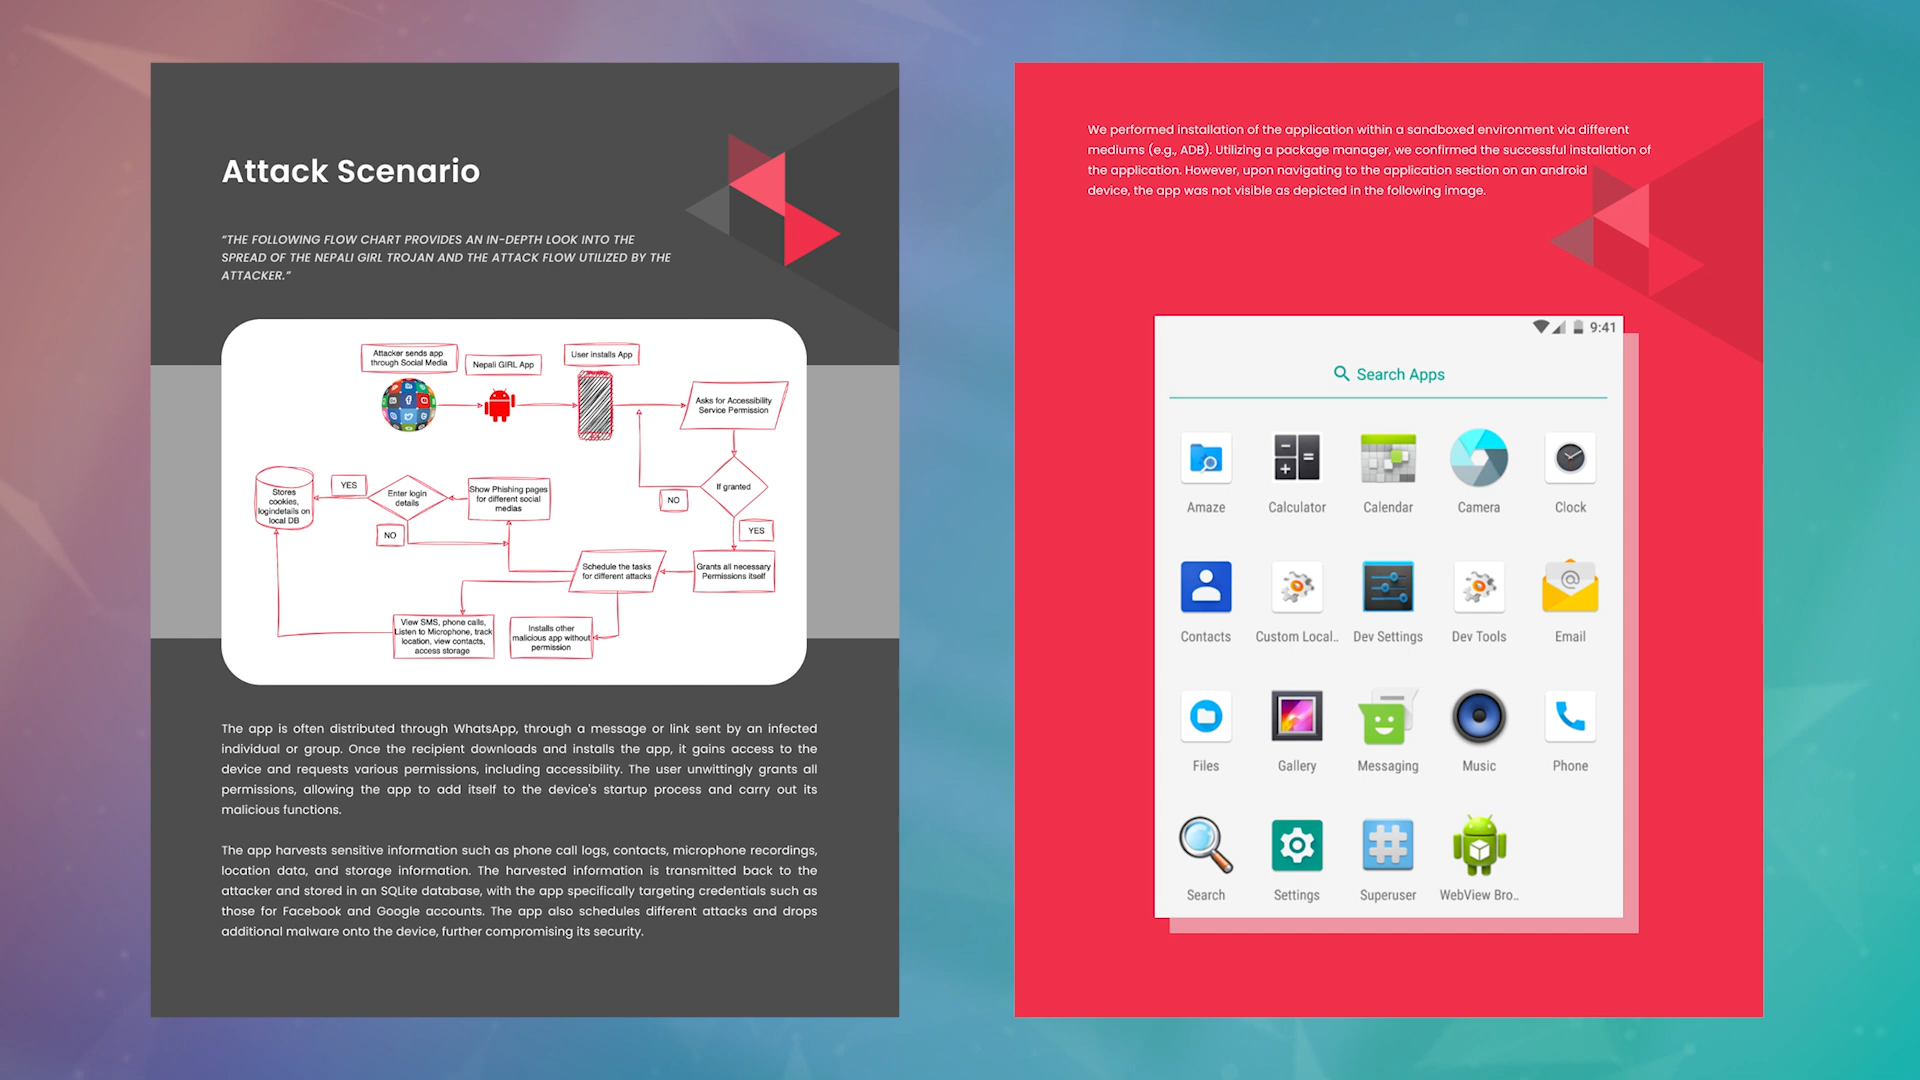 Attack Scenario
“THE FOLLOWING FLOW CHART PROVIDES AN IN-DEPTH LOOK INTO THE
SPREAD OF THE NEPALI GIRL TROJAN AND THE ATTACK FLOW UTILIZED BY THE
ATTACKER.”
Attacker sends app
through Social Media
Nepali GIRL App
User installs App
Asks for Accessibility
Service Permission
If granted
NO
YES
Grants all necessary
Permissions itself
Schedule the tasks
for different attacks
Show Phishing pages
for different social
medias
Enter login
details
YES
NO
Stores
cookies,
logindetails on
local DB
View SMS, phone calls,
Listen to Microphone, track
location, view contacts,
access storage
Installs other
malicious app without
permission
The app is often distributed through WhatsApp, through a message or link sent by an infected
individual or group. Once the recipient downloads and installs the app, it gains access to the
device and requests various permissions, including accessibility. The user unwittingly grants all
permissions, allowing the app to add itself to the device's startup process and carry out its
malicious functions.
The app harvests sensitive information such as phone call logs, contacts, microphone recordings,
location data, and storage information. The harvested information is transmitted back to the
attacker and stored in an SQLite database, with the app specifically targeting credentials such as
those for Facebook and Google accounts. The app also schedules different attacks and drops
additional malware onto the device, further compromising its security.
We performed installation of the application within a sandboxed environment via different
mediums (e.g., ADB). Utilizing a package manager, we confirmed the successful installation of
the application. However, upon navigating to the application section on an android
device, the app was not visible as depicted in the following image.
9:41
Search Apps
Amaze
Calculator
Calendar
Camera
Clock
Contacts
Custom Local..
Dev Settings
Dev Tools
Email
Files
Gallery
Messaging
Music
Phone
Search
Settings
Superuser
WebView Bro..